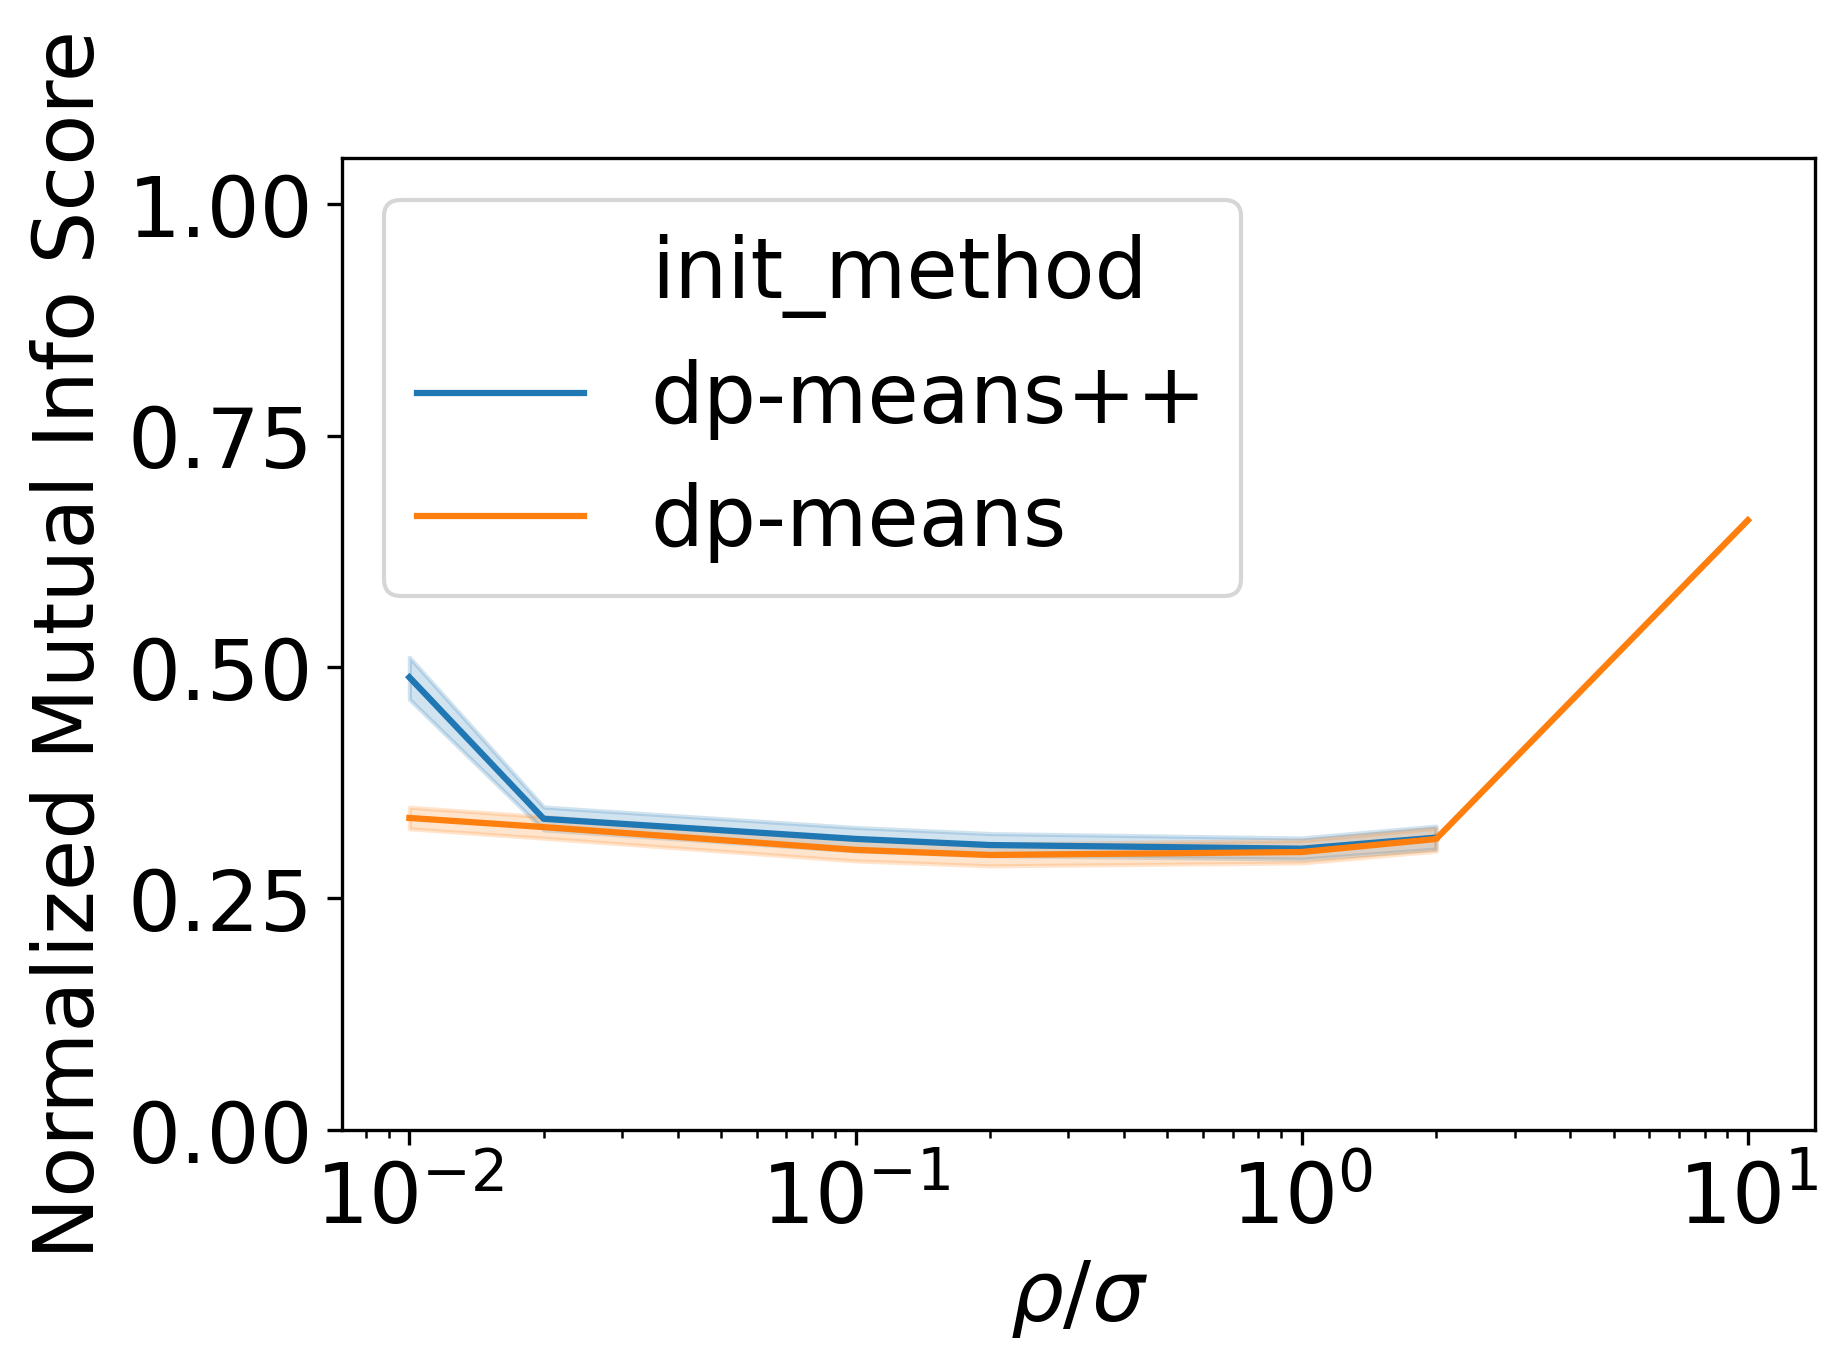 Normalized Mutual Info Score
1.00
0.75
0.50
0.25
0.00
init_method
dp-means++
dp-means
10⁻² 10⁻¹ 10⁰ 10¹
ρ/σ